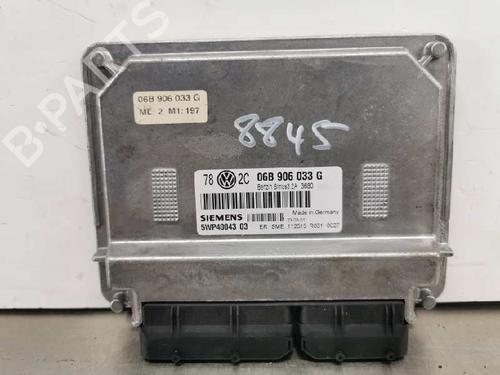 06B 906 033 G
ME 2 M1:197
8845
78 2C 06B 906 033 G
Benzin Simos3.2A 3660
SIEMENS Made in Germany
5WP40043 03
B-PARTS